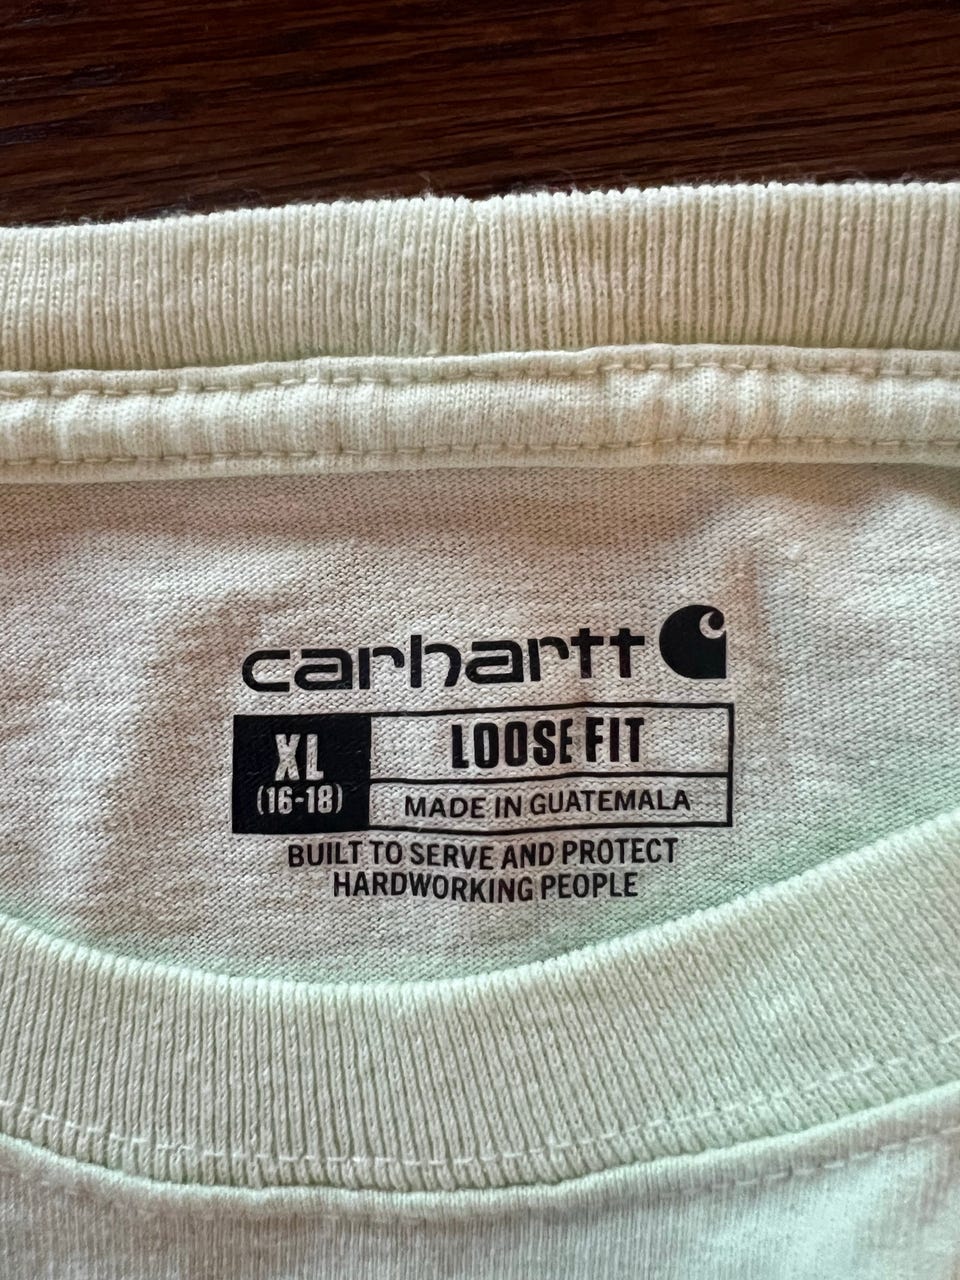 carhartt
XL
(16-18)
LOOSE FIT
MADE IN GUATEMALA
BUILT TO SERVE AND PROTECT
HARDWORKING PEOPLE